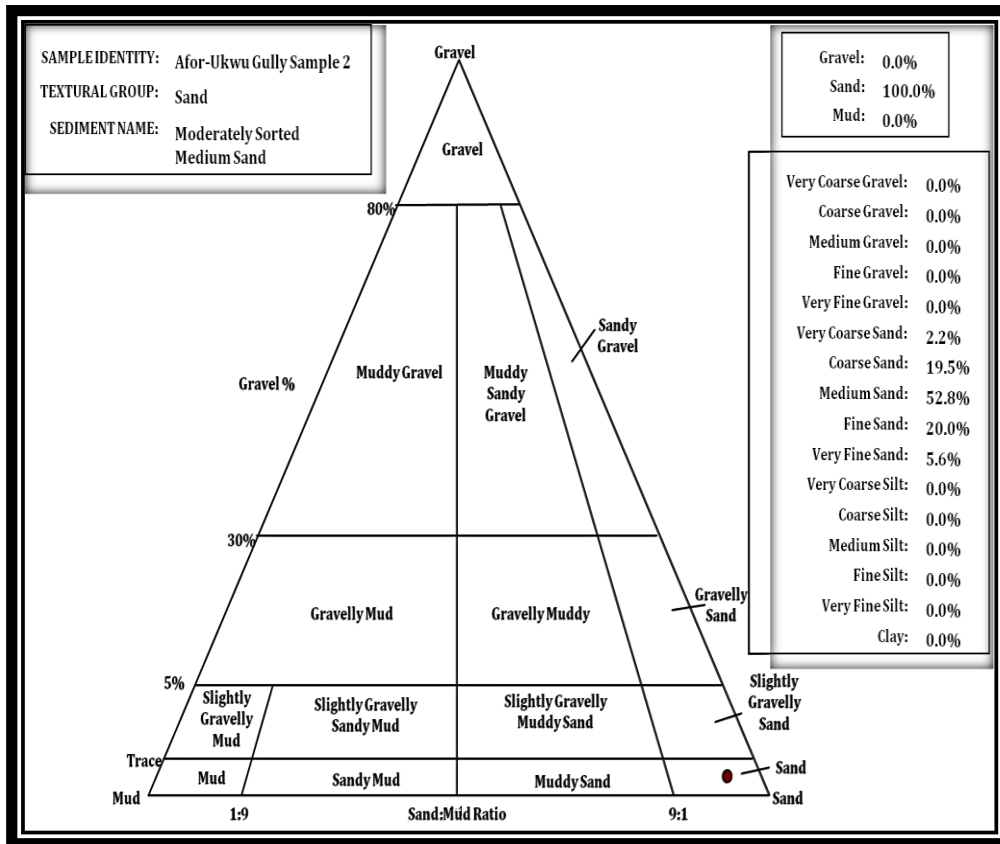 SAMPLE IDENTITY: Afor-Ukwu Gully Sample 2
TEXTURAL GROUP: Sand
SEDIMENT NAME: Moderately Sorted
Medium Sand
Gravel: 0.0%
Sand: 100.0%
Mud: 0.0%
Very Coarse Gravel: 0.0%
Coarse Gravel: 0.0%
Medium Gravel: 0.0%
Fine Gravel: 0.0%
Very Fine Gravel: 0.0%
Very Coarse Sand: 2.2%
Coarse Sand: 19.5%
Medium Sand: 52.8%
Fine Sand: 20.0%
Very Fine Sand: 5.6%
Very Coarse Silt: 0.0%
Coarse Silt: 0.0%
Medium Silt: 0.0%
Fine Silt: 0.0%
Very Fine Silt: 0.0%
Clay: 0.0%
Gravel
Gravel
80%
Sandy
Gravel
Gravel %
Muddy Gravel
Muddy
Sandy
Gravel
30%
Gravelly Mud
Gravelly Muddy
Gravelly
Sand
5%
Slightly
Gravelly
Mud
Slightly Gravelly
Sandy Mud
Slightly Gravelly
Muddy Sand
Slightly
Gravelly
Sand
Trace
Mud
Sandy Mud
Muddy Sand
Sand
Mud
Sand
1:9
Sand:Mud Ratio
9:1